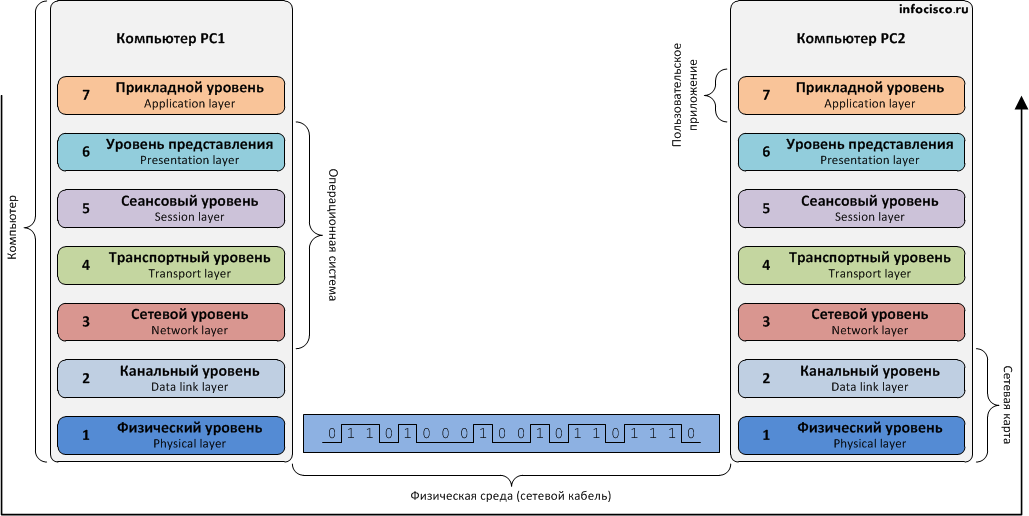 infocisco.ru
Компьютер PC1
7
Прикладной уровень
Application layer
6
Уровень представления
Presentation layer
5
Сеансовый уровень
Session layer
4
Транспортный уровень
Transport layer
3
Сетевой уровень
Network layer
2
Канальный уровень
Data link layer
1
Физический уровень
Physical layer
Компьютер
Операционная система
0 1 1 0 1 0 0 0 1 0 0 1 0 1 1 0 1 1 1 0
Физическая среда (сетевой кабель)
Компьютер PC2
7
Прикладной уровень
Application layer
6
Уровень представления
Presentation layer
5
Сеансовый уровень
Session layer
4
Транспортный уровень
Transport layer
3
Сетевой уровень
Network layer
2
Канальный уровень
Data link layer
1
Физический уровень
Physical layer
Пользовательское
приложение
Сетевая карта